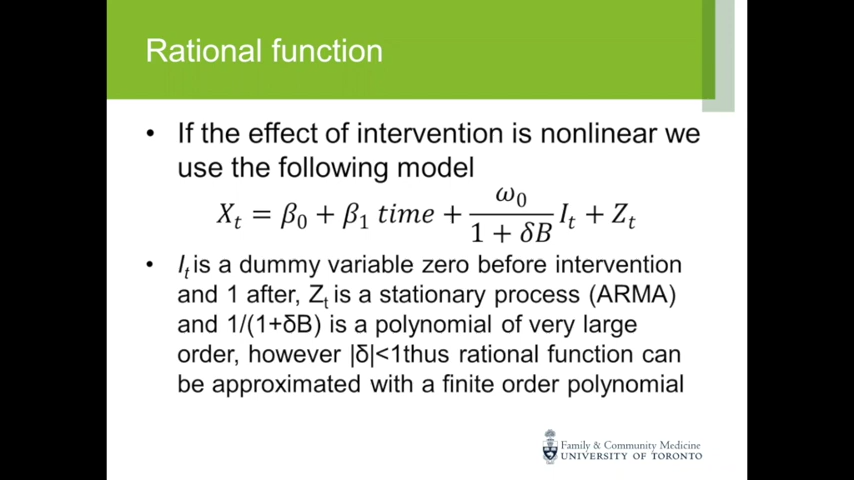 Rational function
• If the effect of intervention is nonlinear we
use the following model
X_t = β_0 + β_1 time + ω_0/(1 + δB) I_t + Z_t
• I_t is a dummy variable zero before intervention
and 1 after, Z_t is a stationary process (ARMA)
and 1/(1+δB) is a polynomial of very large
order, however |δ|<1thus rational function can
be approximated with a finite order polynomial
Family & Community Medicine
UNIVERSITY OF TORONTO